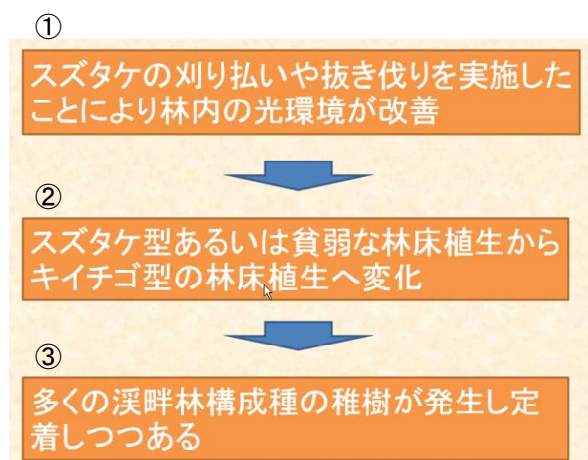 ①
スズタケの刈り払いや抜き伐りを実施した
ことにより林内の光環境が改善
②
スズタケ型あるいは貧弱な林床植生から
キイチゴ型の林床植生へ変化
③
多くの渓畔林構成種の稚樹が発生し定
着しつつある